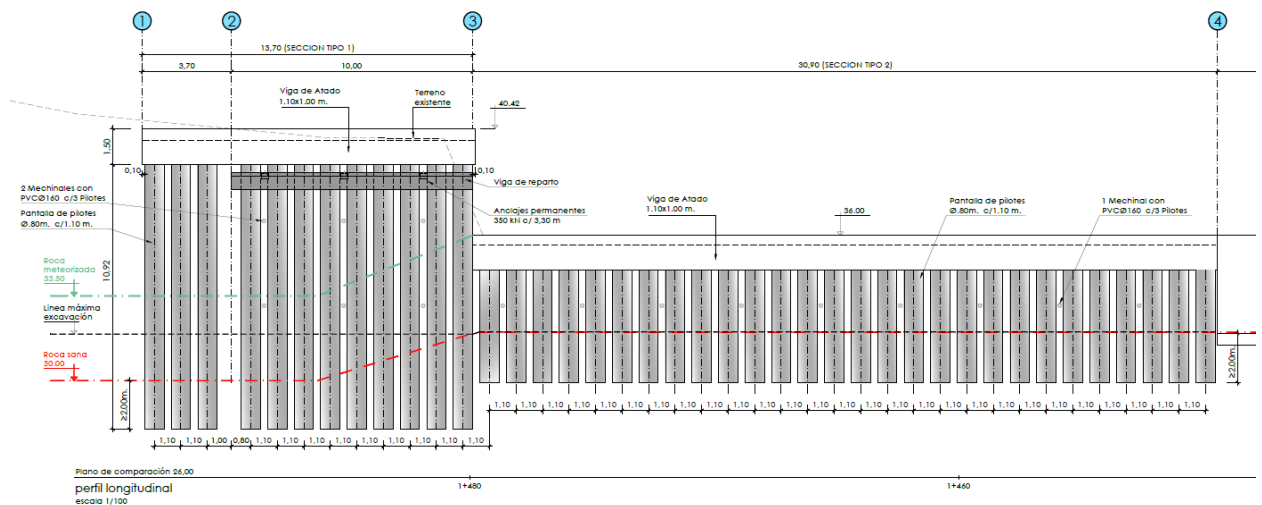 1
2
3
4
13,70 (SECCION TIPO 1)
3,70
10,00
30,90 (SECCION TIPO 2)
Viga de Atado
1.10x1.00 m.
Terreno
existente
40.42
1,50
0,10
0,10
Viga de reparto
2 Mechinales con
PVCØ160 c/3 Pilotes
Pantalla de pilotes
Ø.80m. c/1.10 m.
Anclajes permanentes
350 kN c/ 3,30 m
Viga de Atado
1.10x1.00 m.
36.00
Pantalla de pilotes
Ø.80m. c/1.10 m.
1 Mechinal con
PVCØ160 c/3 Pilotes
10,92
Roca
meteorizada
33.50
Linea máxima
excavación
Roca sana
30.00
≥2,00m.
≥2,00m.
1,10 1,10 1,10 1,10 1,10 1,10 1,10 1,10 1,10 1,10 1,10 1,10 1,10 1,10 1,10 1,10 1,10 1,10 1,10 1,10 1,10 1,10 1,10 1,10 1,10 1,10 1,10
1,10 1,10 1,00 0,80 1,10 1,10 1,10 1,10 1,10 1,10 1,10 1,10 1,10
Plano de comparación 26,00
perfil longitudinal
escala 1/100
1+480
1+460